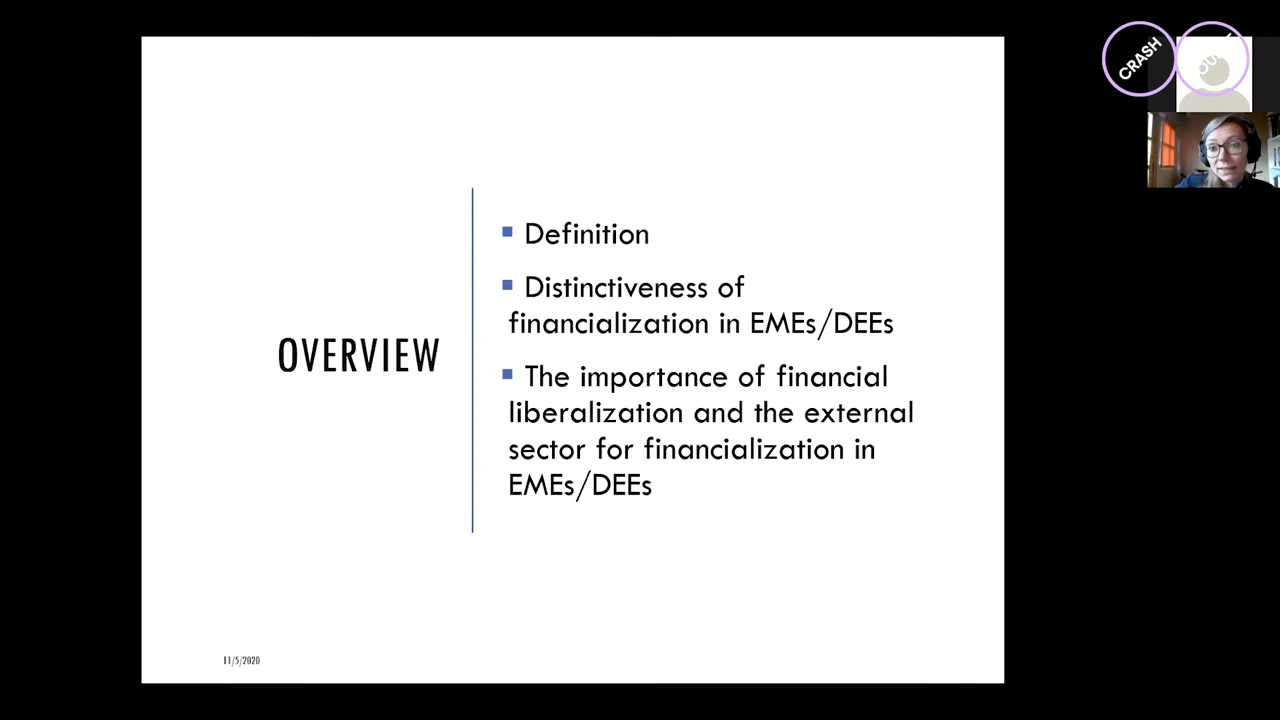 CRASH
OVERVIEW
Definition
Distinctiveness of
financialization in EMEs/DEEs
The importance of financial
liberalization and the external
sector for financialization in
EMEs/DEEs
11/5/2020